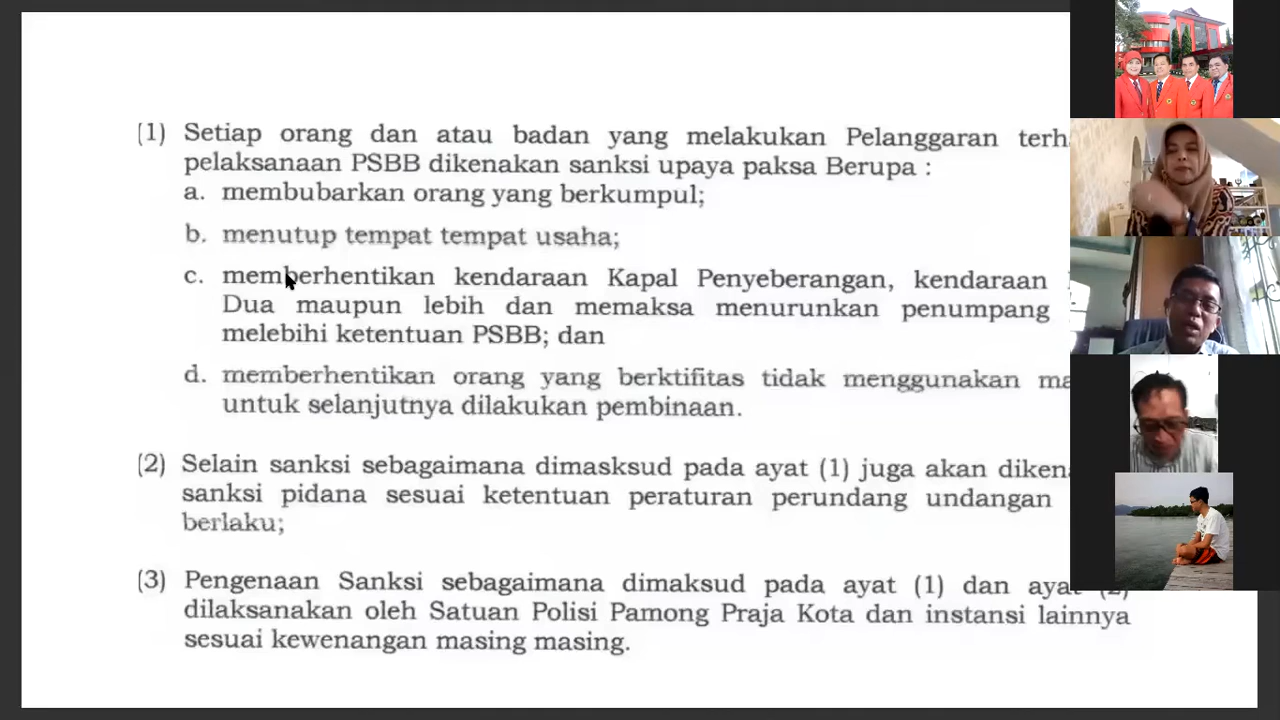 (1) Setiap orang dan atau badan yang melakukan Pelanggaran
pelaksanaan PSBB dikenakan sanksi upaya paksa Berupa :
a. membubarkan orang yang berkumpul;
b. menutup tempat tempat usaha;
c. memberhentikan kendaraan Kapal Penyeberangan, kendaraan
Dua maupun lebih dan memaksa menurunkan penumpang
melebihi ketentuan PSBB; dan
d. memberhentikan orang yang berktifitas tidak menggunakan
untuk selanjutnya dilakukan pembinaan.
(2) Selain sanksi sebagaimana dimasksud pada ayat (1) juga akan
sanksi pidana sesuai ketentuan peraturan perundang undangan
berlaku;
(3) Pengenaan Sanksi sebagaimana dimaksud pada ayat (1) dan
dilaksanakan oleh Satuan Polisi Pamong Praja Kota dan instansi lainnya
sesuai kewenangan masing masing.